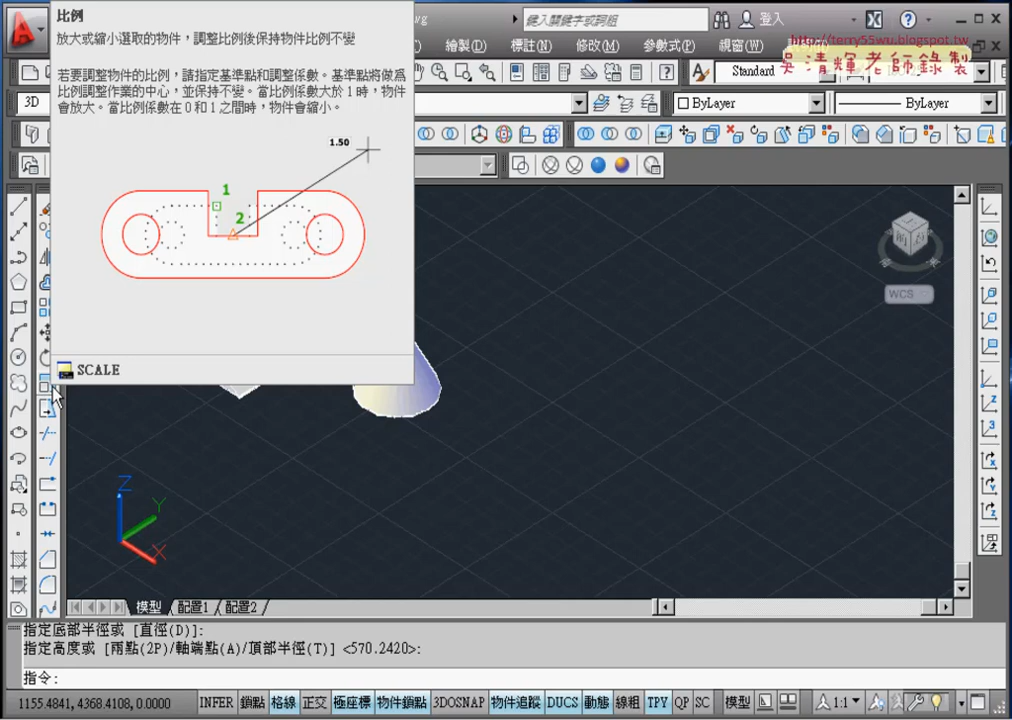 比例
放大或縮小選取的物件，調整比例後保持物件比例不變
若要調整物件的比例，請指定基準點和調整係數。基準點將做為
比例調整作業的中心，並保持不變。當比例係數大於 1 時，物件
會放大。當比例係數在 0 和 1 之間時，物件會縮小。
1.50
1
2
SCALE
鍵入關鍵字或詞組
登入
繪製(D)
標註(N)
修改(M)
參數式(P)
視窗(W)
http://terry55wu.blogspot.tw
吳清輝老師錄製
Standard
3D
ByLayer
ByLayer
WCS
Z
Y
X
模型
配置1
配置2
指定底部半徑或 [直徑(D)]:
指定高度或 [兩點(2P)/軸端點(A)/頂部半徑(T)] <570.2420>:
指令:
1155.4841, 4368.4108, 0.0000
INFER
鎖點
格線
正交
極座標
物件鎖點
3DOSNAP
物件追蹤
DUCS
動態
線粗
TPY
QP
SC
模型
1:1